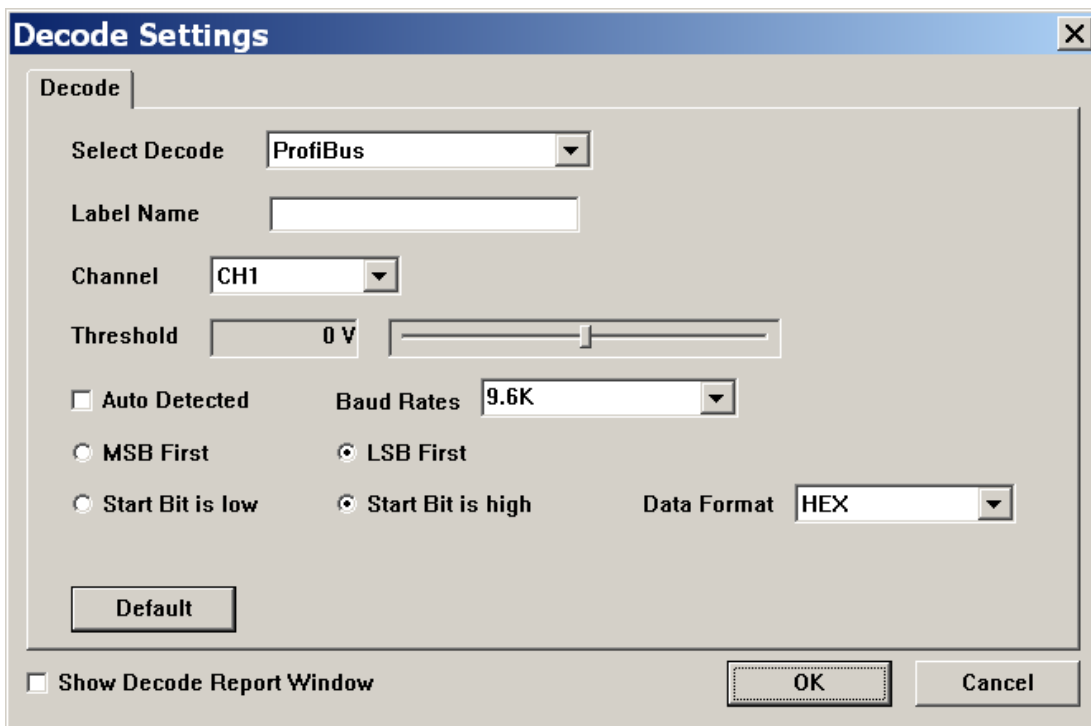 Decode Settings
Decode
Select Decode ProfiBus
Label Name
Channel CH1
Threshold 0 V
Auto Detected Baud Rates 9.6K
MSB First LSB First
Start Bit is low Start Bit is high Data Format HEX
Default
Show Decode Report Window OK Cancel